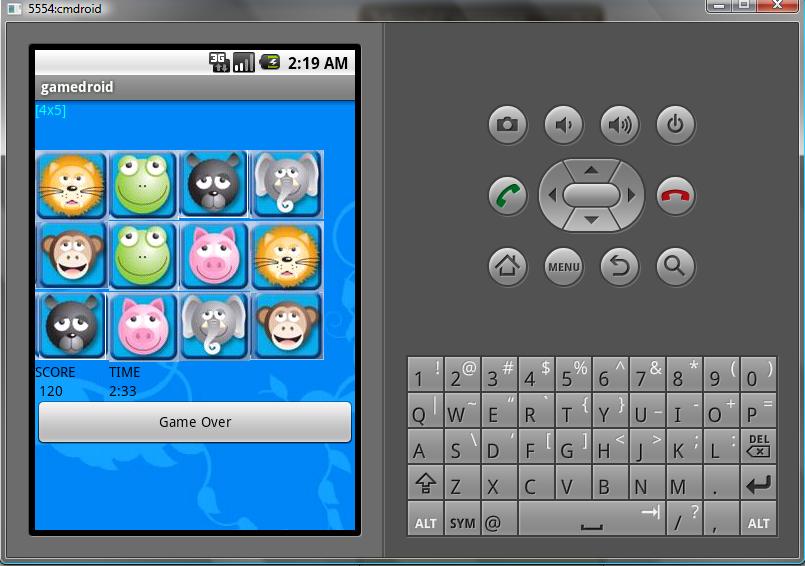 5554:cmdroid
3G 2:19 AM
gamedroid
[4x5]
SCORE TIME
120 2:33
Game Over
MENU
1 ! 2 @ 3 # 4 $ 5 % 6 ^ 7 & 8 * 9 ( 0 )
Q | W ~ E “ R ` T { Y } U _ I - O + P =
A S \ D ‘ F [ G ] H < J > K ; L : DEL
Z X C V B N M .
ALT SYM @ / ? , ALT